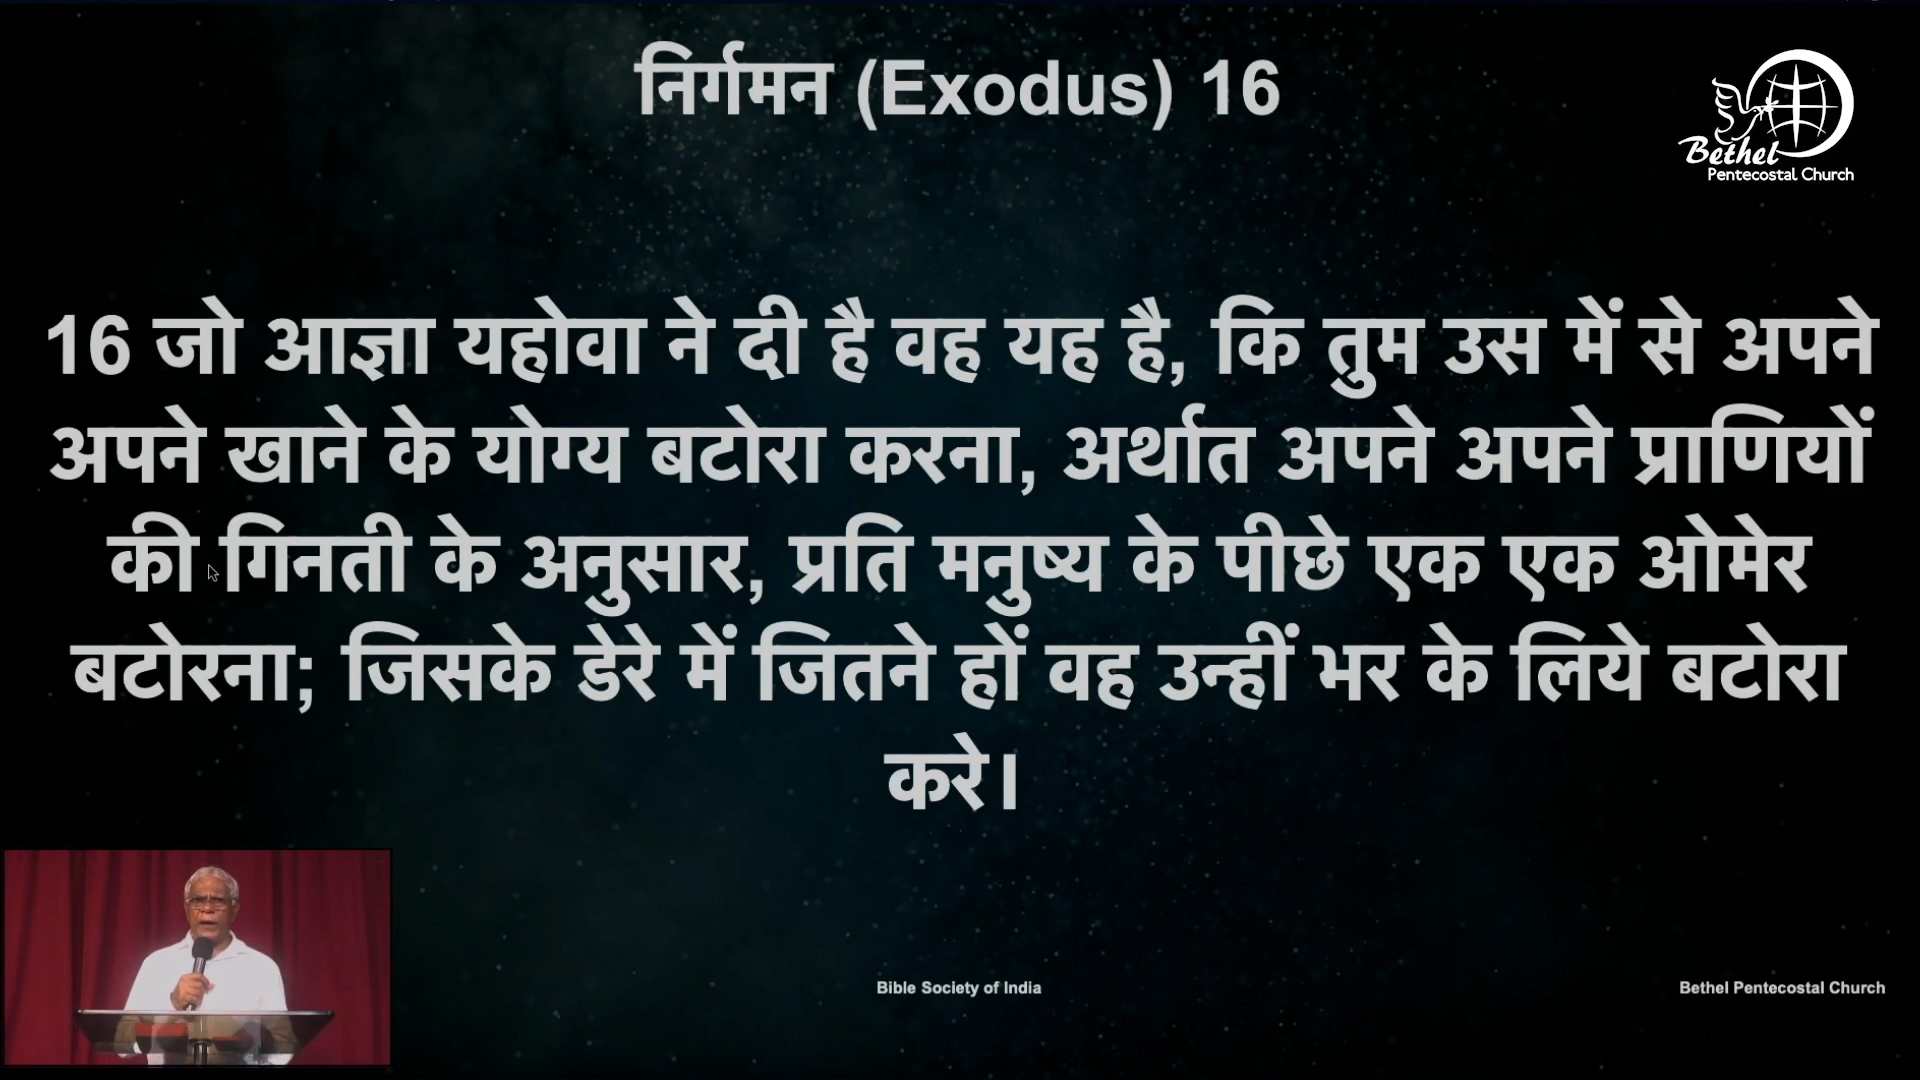 निर्गमन (Exodus) 16
Bethel
Pentecostal Church
16 जो आज्ञा यहोवा ने दी है वह यह है, कि तुम उस में से अपने
अपने खाने के योग्य बटोरा करना, अर्थात अपने अपने प्राणियों
की गिनती के अनुसार, प्रति मनुष्य के पीछे एक एक ओमेर
बटोरना; जिसके डेरे में जितने हों वह उन्हीं भर के लिये बटोरा
करे।
Bible Society of India
Bethel Pentecostal Church